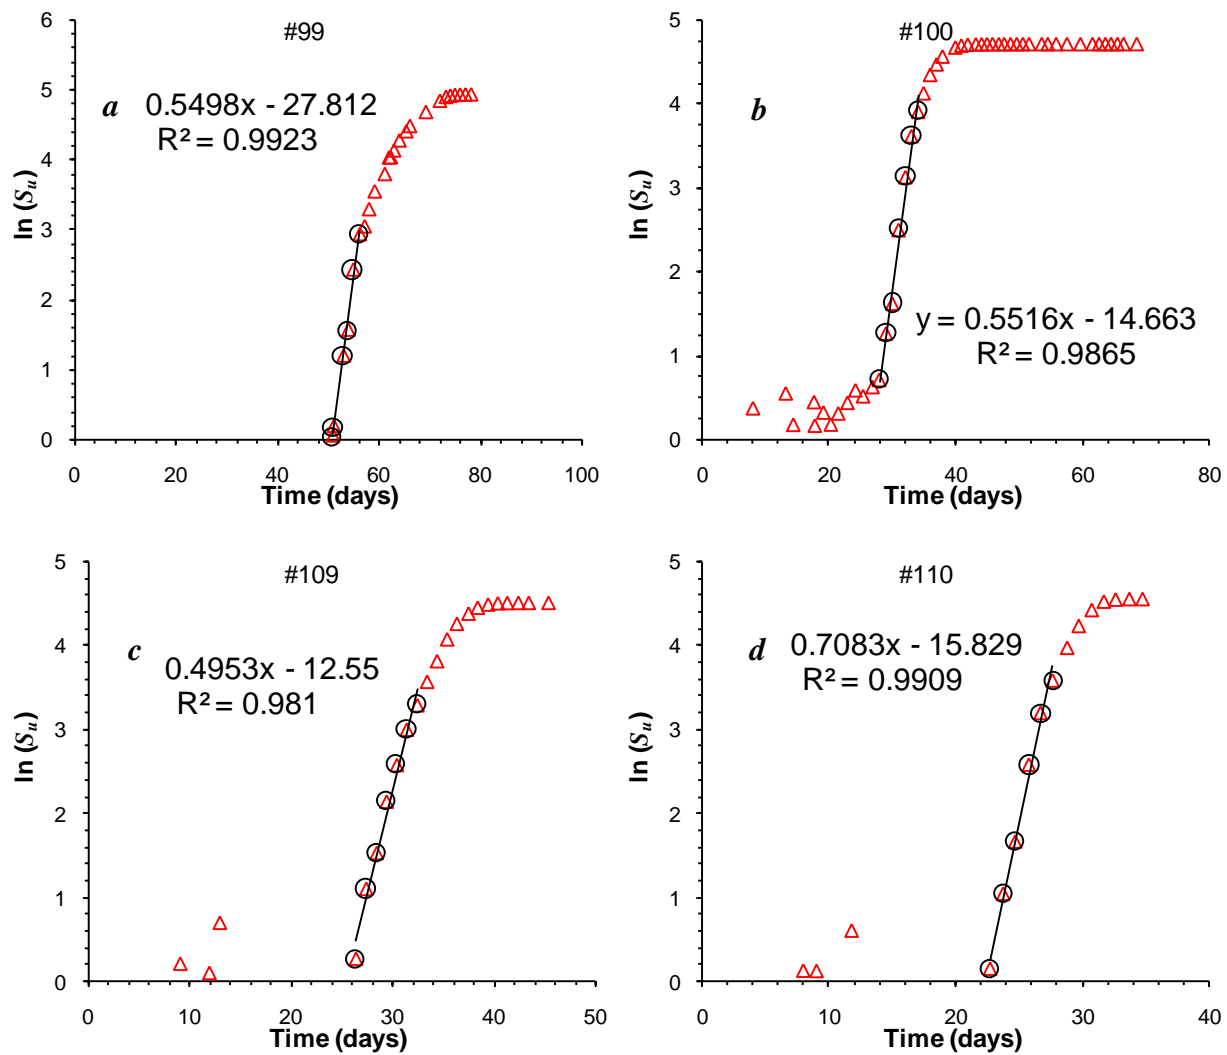 #99
a 0.5498x - 27.812
R² = 0.9923
ln (Su)
6
5
4
3
2
1
0
0 20 40 60 80 100
Time (days)
#100
b
y = 0.5516x - 14.663
R² = 0.9865
ln (Su)
5
4
3
2
1
0
0 20 40 60 80
Time (days)
#109
c 0.4953x - 12.55
R² = 0.981
ln (Su)
5
4
3
2
1
0
0 10 20 30 40 50
Time (days)
#110
d 0.7083x - 15.829
R² = 0.9909
ln (Su)
5
4
3
2
1
0
0 10 20 30 40
Time (days)